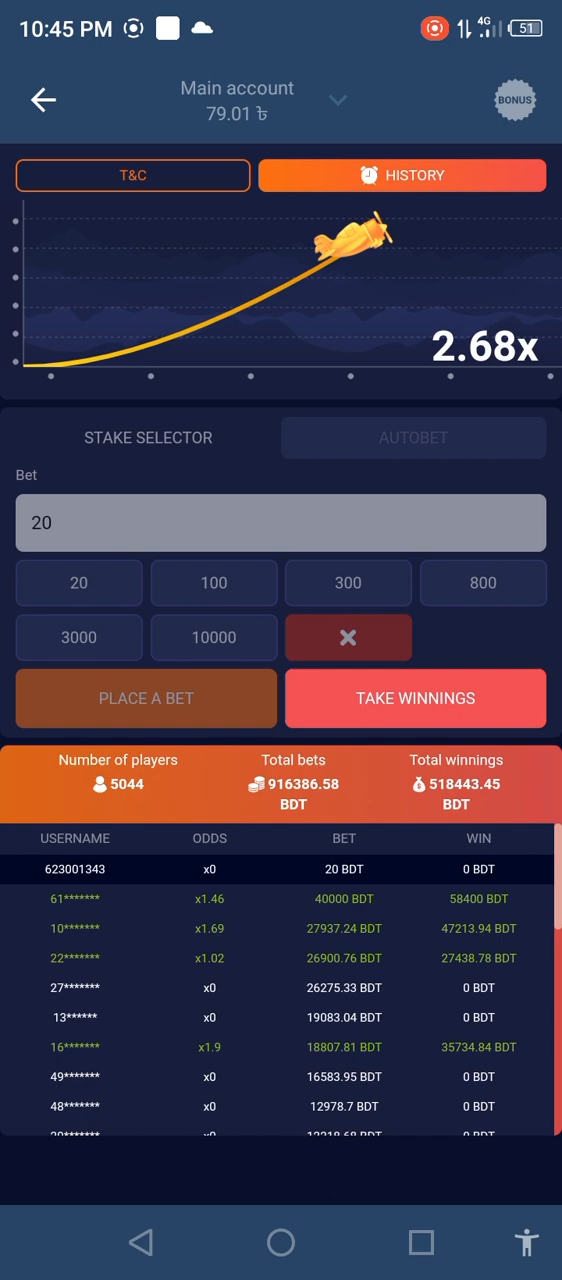 10:45 PM 4G 51
Main account
79.01 ৳
BONUS
T&C HISTORY
2.68x
STAKE SELECTOR AUTOBET
Bet
20
20 100 300 800
3000 10000
PLACE A BET TAKE WINNINGS
Number of players Total bets Total winnings
5044 916386.58 518443.45
BDT BDT
USERNAME ODDS BET WIN
623001343 x0 20 BDT 0 BDT
61******* x1.46 40000 BDT 58400 BDT
10******* x1.69 27937.24 BDT 47213.94 BDT
22******* x1.02 26900.76 BDT 27438.78 BDT
27******* x0 26275.33 BDT 0 BDT
13****** x0 19083.04 BDT 0 BDT
16******* x1.9 18807.81 BDT 35734.84 BDT
49******* x0 16583.95 BDT 0 BDT
48******* x0 12978.7 BDT 0 BDT
x0 0 BDT